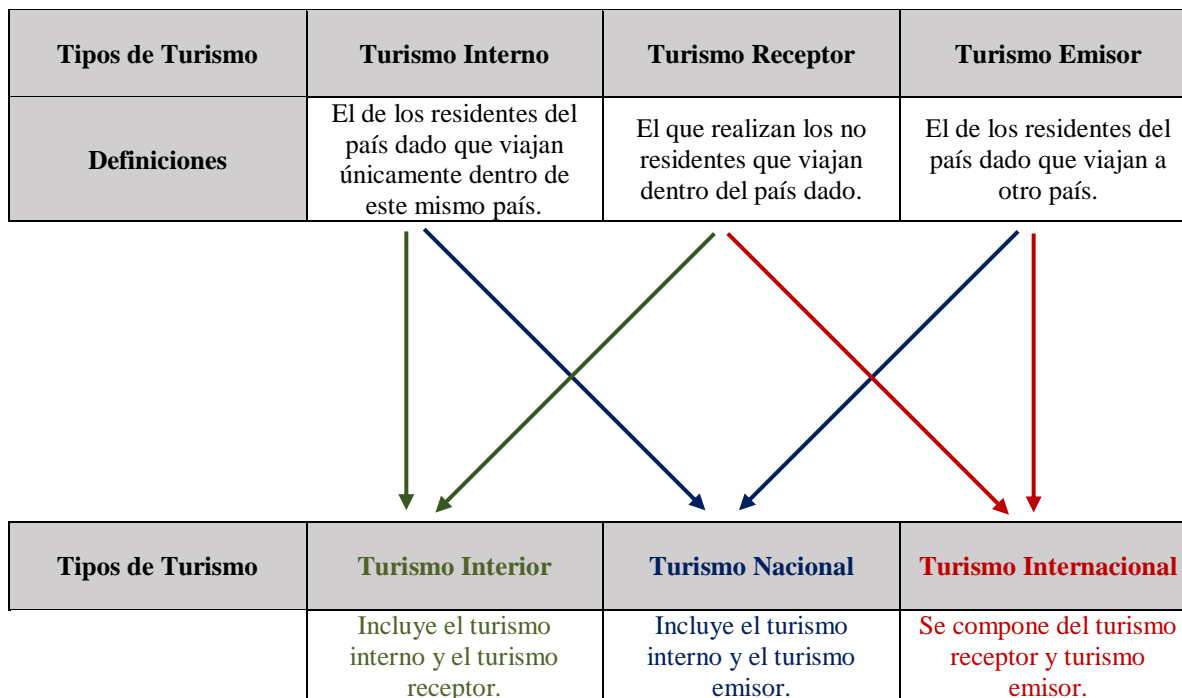 Tipos de Turismo
Turismo Interno
Turismo Receptor
Turismo Emisor
Definiciones
El de los residentes del
país dado que viajan
únicamente dentro de
este mismo país.
El que realizan los no
residentes que viajan
dentro del país dado.
El de los residentes del
país dado que viajan a
otro país.
Tipos de Turismo
Turismo Interior
Turismo Nacional
Turismo Internacional
Incluye el turismo
interno y el turismo
receptor.
Incluye el turismo
interno y el turismo
emisor.
Se compone del turismo
receptor y turismo
emisor.